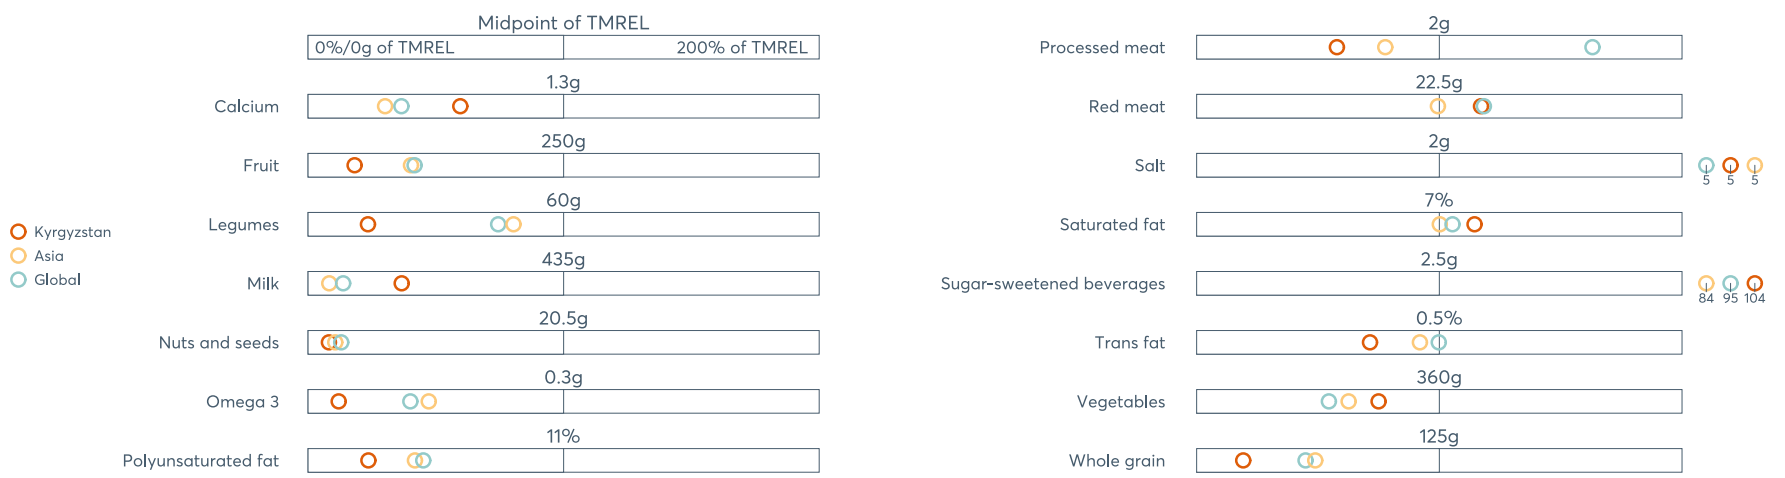 Midpoint of TMREL
0%/0g of TMREL 200% of TMREL
1.3g
Calcium
250g
Fruit
60g
Legumes
Kyrgyzstan
Asia
Global
435g
Milk
20.5g
Nuts and seeds
0.3g
Omega 3
11%
Polyunsaturated fat
2g
Processed meat
22.5g
Red meat
2g
Salt
5 5 5
7%
Saturated fat
2.5g
Sugar-sweetened beverages
84 95 104
0.5%
Trans fat
360g
Vegetables
125g
Whole grain